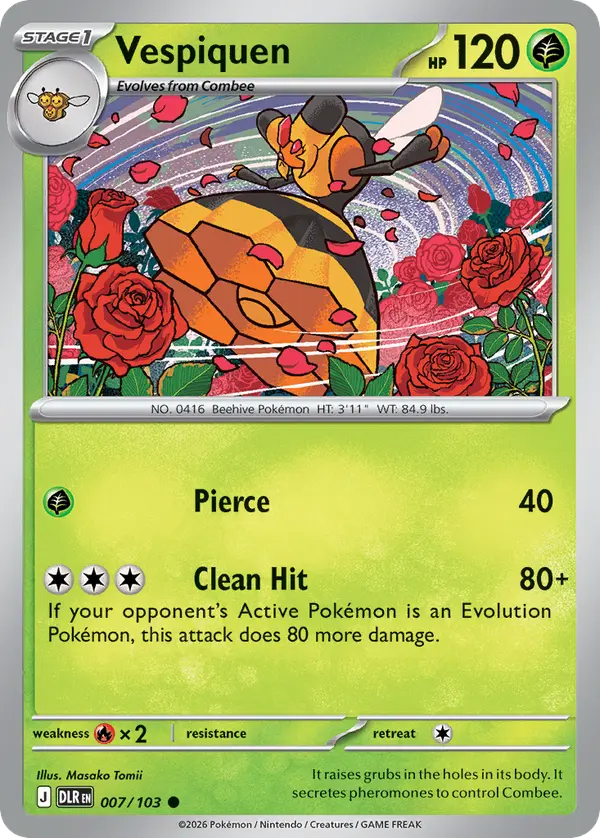 STAGE1
Vespiquen
HP 120
Evolves from Combee
NO. 0416 Beehive Pokémon HT: 3'11" WT: 84.9 lbs.
Pierce 40
Clean Hit 80+
If your opponent's Active Pokémon is an Evolution
Pokémon, this attack does 80 more damage.
weakness ×2 resistance retreat
Illus. Masako Tomii
J DLR EN 007/103
It raises grubs in the holes in its body. It
secretes pheromones to control Combee.
©2026 Pokémon / Nintendo / Creatures / GAME FREAK